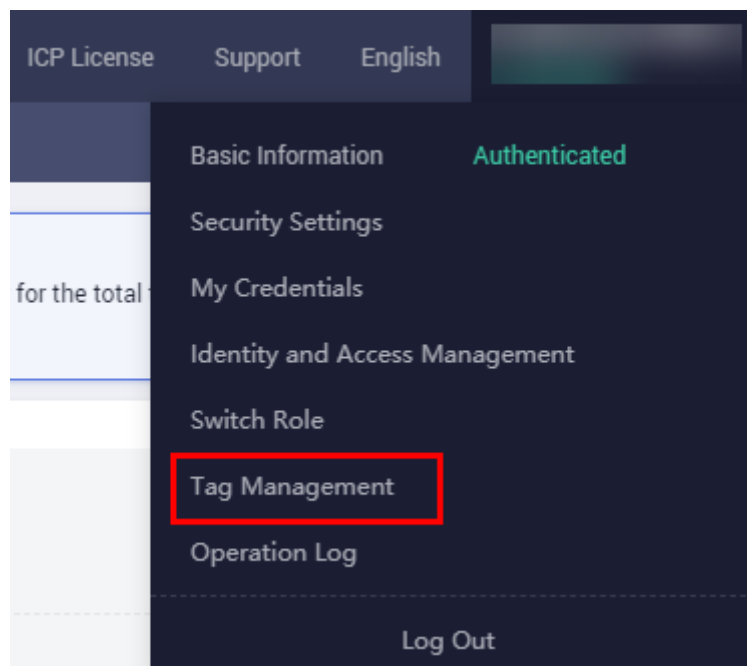 ICP License Support English
Basic Information Authenticated
Security Settings
for the total
My Credentials
Identity and Access Management
Switch Role
Tag Management
Operation Log
Log Out